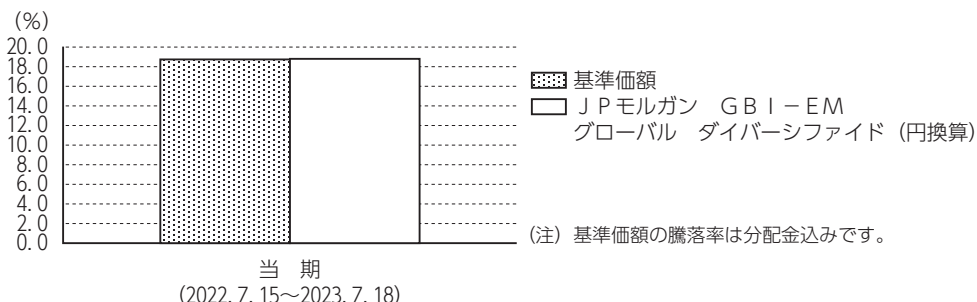 (%)
20.0
18.0
16.0
14.0
12.0
10.0
8.0
6.0
4.0
2.0
0.0
基準価額
ＪＰモルガン　ＧＢＩ－ＥＭ
グローバル　ダイバーシファイド（円換算）
（注）基準価額の騰落率は分配金込みです。
当　期
(2022.7.15～2023.7.18)